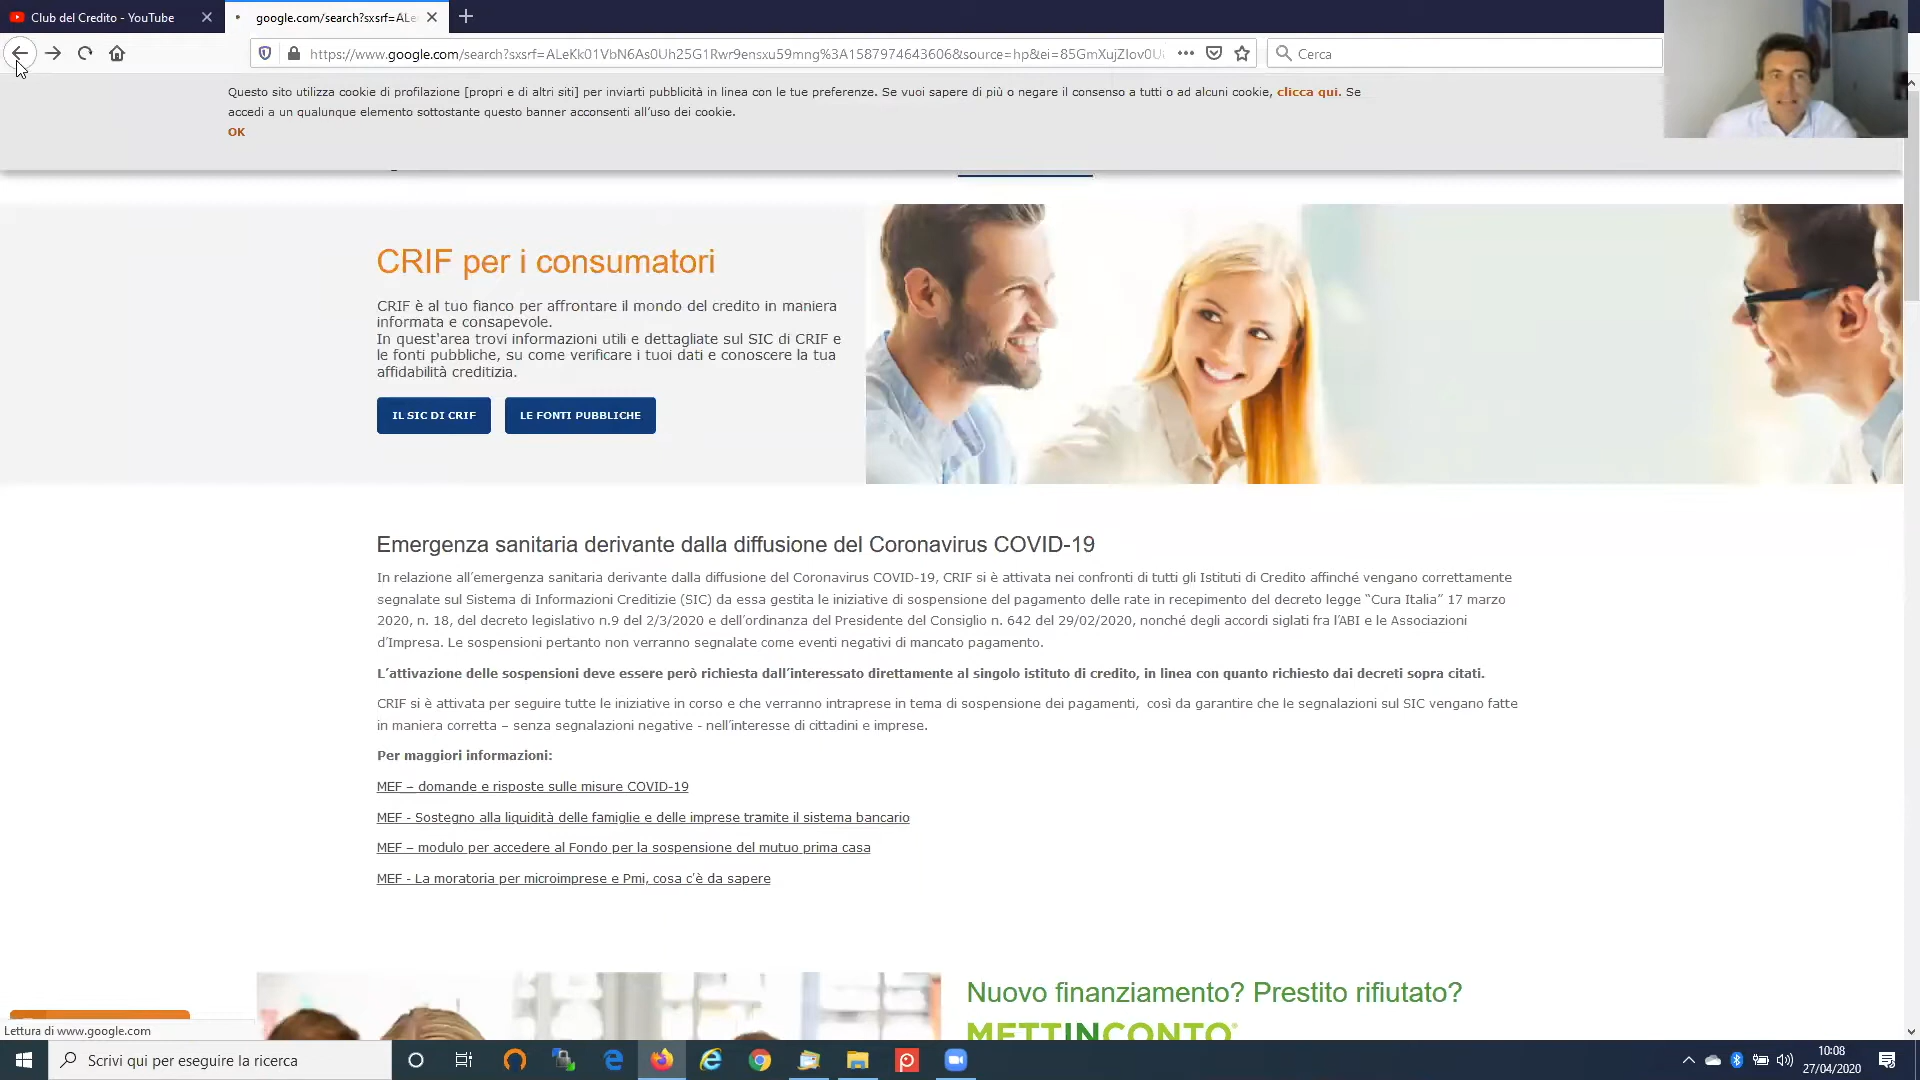 Club del Credito - YouTube
google.com/search?sxsrf=ALe
https://www.google.com/search?sxsrf=ALeKk01VbN6As0Uh25G1Rwr9ensxu59mng%3A1587974643606&source=hp&ei=85GmXujZIov0U
Cerca
Questo sito utilizza cookie di profilazione [propri e di altri siti] per inviarti pubblicità in linea con le tue preferenze. Se vuoi sapere di più o negare il consenso a tutti o ad alcuni cookie, clicca qui. Se
accedi a un qualunque elemento sottostante questo banner acconsenti all’uso dei cookie.
OK
CRIF per i consumatori
CRIF è al tuo fianco per affrontare il mondo del credito in maniera
informata e consapevole.
In quest'area trovi informazioni utili e dettagliate sul SIC di CRIF e
le fonti pubbliche, su come verificare i tuoi dati e conoscere la tua
affidabilità creditizia.
IL SIC DI CRIF
LE FONTI PUBBLICHE
Emergenza sanitaria derivante dalla diffusione del Coronavirus COVID-19
In relazione all’emergenza sanitaria derivante dalla diffusione del Coronavirus COVID-19, CRIF si è attivata nei confronti di tutti gli Istituti di Credito affinché vengano correttamente
segnalate sul Sistema di Informazioni Creditizie (SIC) da essa gestita le iniziative di sospensione del pagamento delle rate in recepimento del decreto legge “Cura Italia” 17 marzo
2020, n. 18, del decreto legislativo n.9 del 2/3/2020 e dell’ordinanza del Presidente del Consiglio n. 642 del 29/02/2020, nonché degli accordi siglati fra l’ABI e le Associazioni
d’Impresa. Le sospensioni pertanto non verranno segnalate come eventi negativi di mancato pagamento.
L’attivazione delle sospensioni deve essere però richiesta dall’interessato direttamente al singolo istituto di credito, in linea con quanto richiesto dai decreti sopra citati.
CRIF si è attivata per seguire tutte le iniziative in corso e che verranno intraprese in tema di sospensione dei pagamenti, così da garantire che le segnalazioni sul SIC vengano fatte
in maniera corretta – senza segnalazioni negative - nell’interesse di cittadini e imprese.
Per maggiori informazioni:
MEF – domande e risposte sulle misure COVID-19
MEF - Sostegno alla liquidità delle famiglie e delle imprese tramite il sistema bancario
MEF – modulo per accedere al Fondo per la sospensione del mutuo prima casa
MEF - La moratoria per microimprese e Pmi, cosa c’è da sapere
Nuovo finanziamento? Prestito rifiutato?
METTINCONTO
Lettura di www.google.com
Scrivi qui per eseguire la ricerca
10:08
27/04/2020